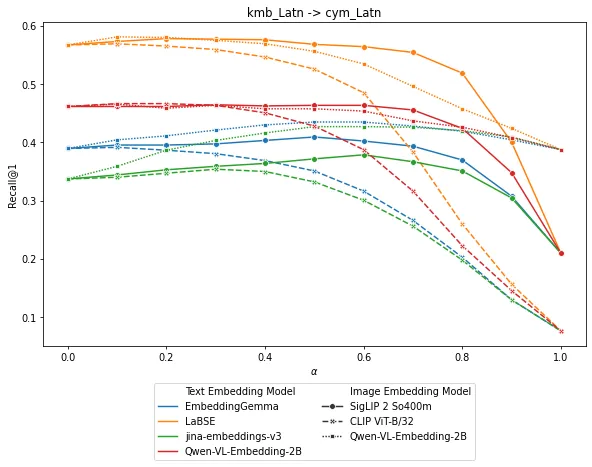 kmb_Latn -> cym_Latn
Recall@1
0.6
0.5
0.4
0.3
0.2
0.1
0.0 0.2 0.4 0.6 0.8 1.0
α
Text Embedding Model Image Embedding Model
EmbeddingGemma SigLIP 2 So400m
LaBSE CLIP ViT-B/32
jina-embeddings-v3 Qwen-VL-Embedding-2B
Qwen-VL-Embedding-2B